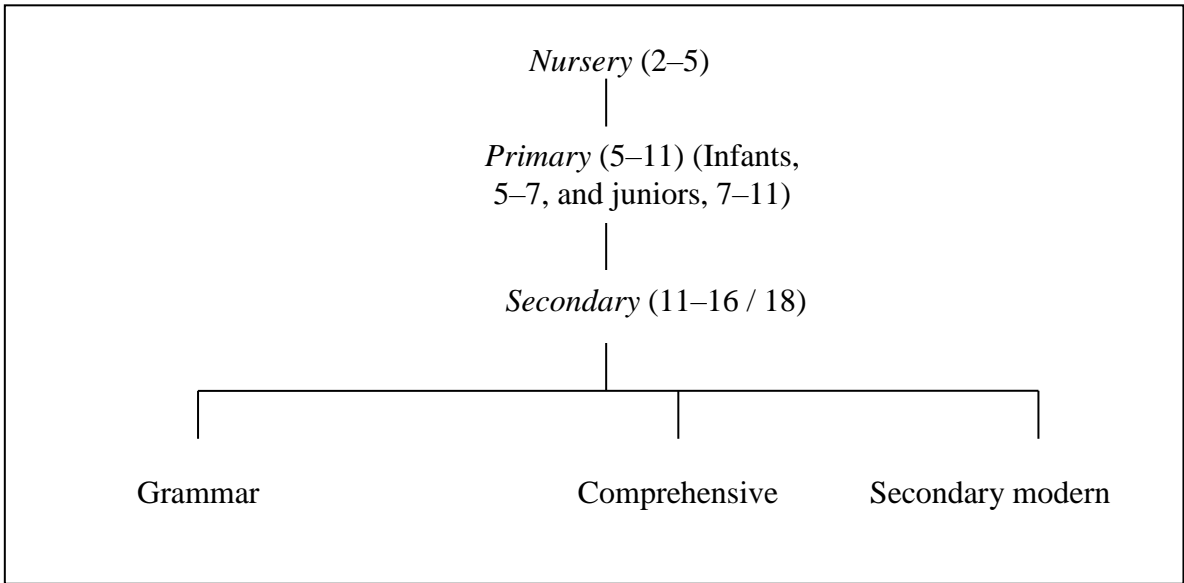 Nursery (2–5)
Primary (5–11) (Infants,
5–7, and juniors, 7–11)
Secondary (11–16 / 18)
Grammar
Comprehensive
Secondary modern